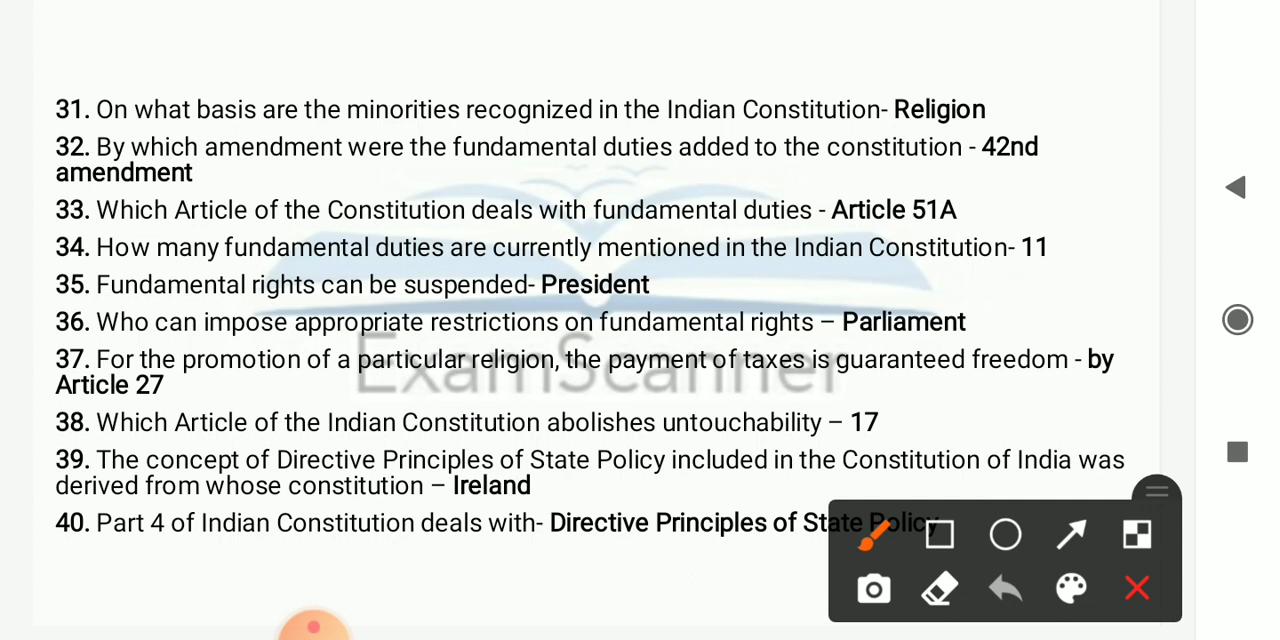 31. On what basis are the minorities recognized in the Indian Constitution- Religion
32. By which amendment were the fundamental duties added to the constitution - 42nd
amendment
33. Which Article of the Constitution deals with fundamental duties - Article 51A
34. How many fundamental duties are currently mentioned in the Indian Constitution- 11
35. Fundamental rights can be suspended- President
36. Who can impose appropriate restrictions on fundamental rights – Parliament
37. For the promotion of a particular religion, the payment of taxes is guaranteed freedom - by
Article 27
ExamScanner
38. Which Article of the Indian Constitution abolishes untouchability – 17
39. The concept of Directive Principles of State Policy included in the Constitution of India was
derived from whose constitution – Ireland
40. Part 4 of Indian Constitution deals with- Directive Principles of State Policy